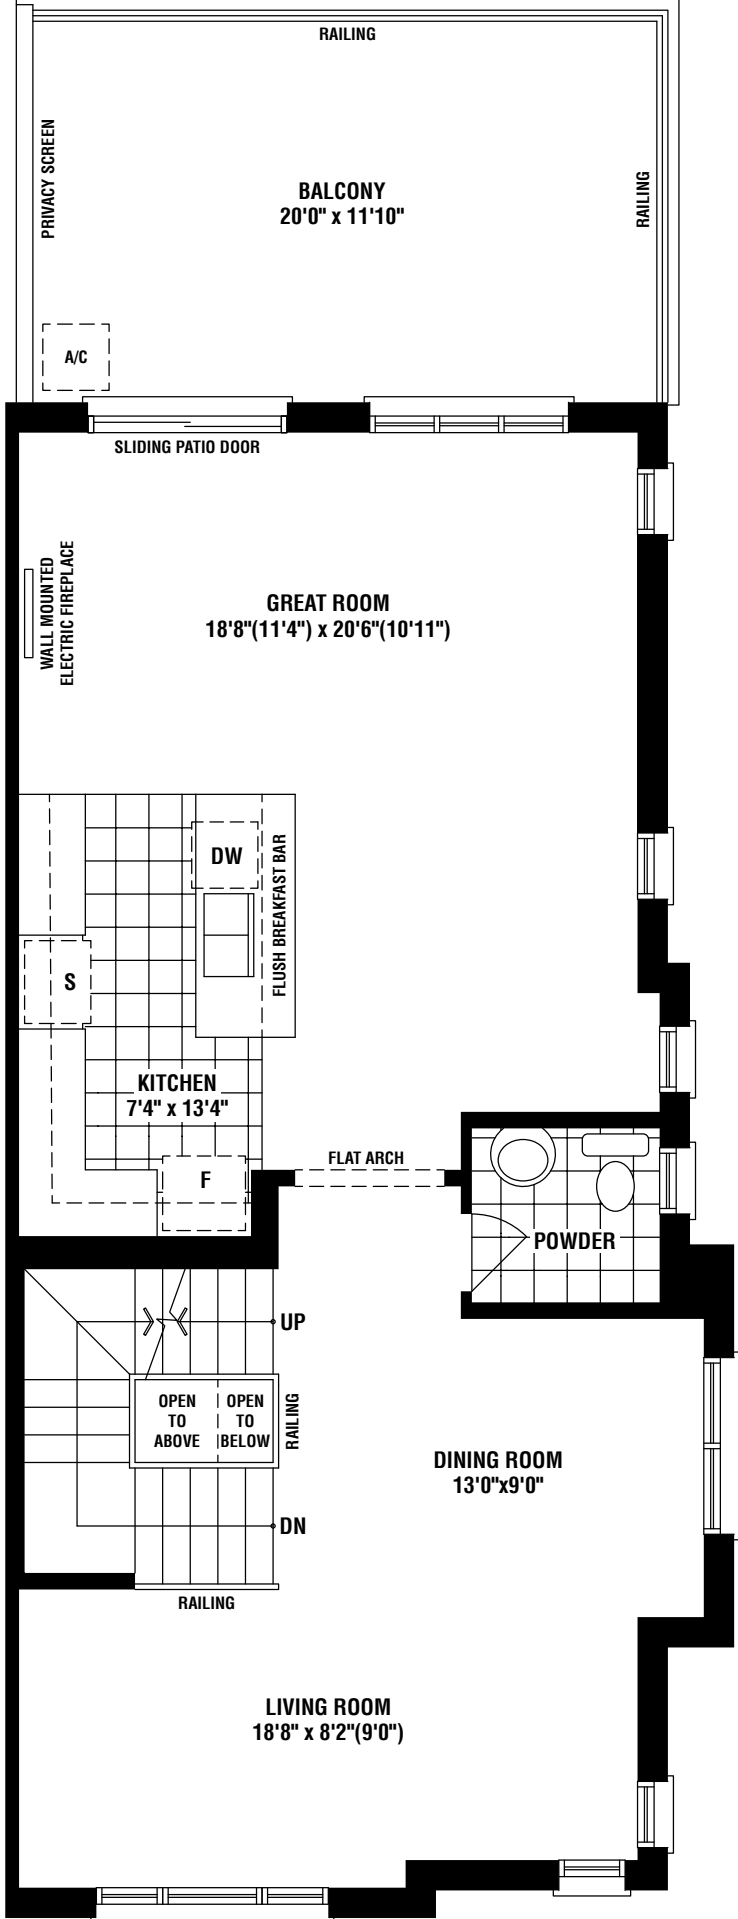 RAILING
PRIVACY SCREEN
RAILING
BALCONY
20'0" x 11'10"
A/C
SLIDING PATIO DOOR
WALL MOUNTED
ELECTRIC FIREPLACE
GREAT ROOM
18'8"(11'4") x 20'6"(10'11")
DW
FLUSH BREAKFAST BAR
S
KITCHEN
7'4" x 13'4"
F
FLAT ARCH
POWDER
UP
OPEN
TO
ABOVE
OPEN
TO
BELOW
RAILING
DINING ROOM
13'0"x9'0"
DN
RAILING
LIVING ROOM
18'8" x 8'2"(9'0")